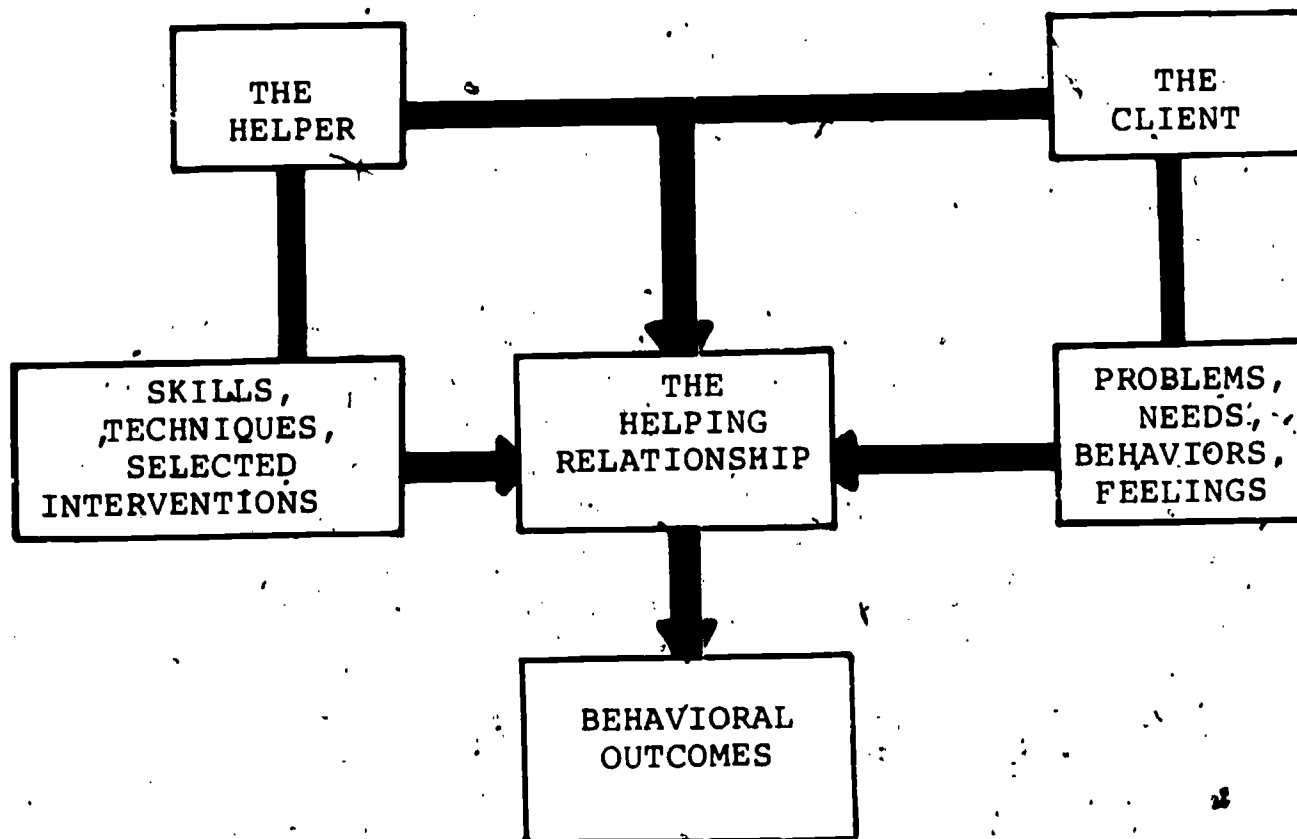 THE
HELPER
THE
CLIENT
SKILLS,
TECHNIQUES,
SELECTED
INTERVENTIONS
THE
HELPING
RELATIONSHIP
PROBLEMS,
NEEDS,
BEHAVIORS,
FEELINGS
BEHAVIORAL
OUTCOMES